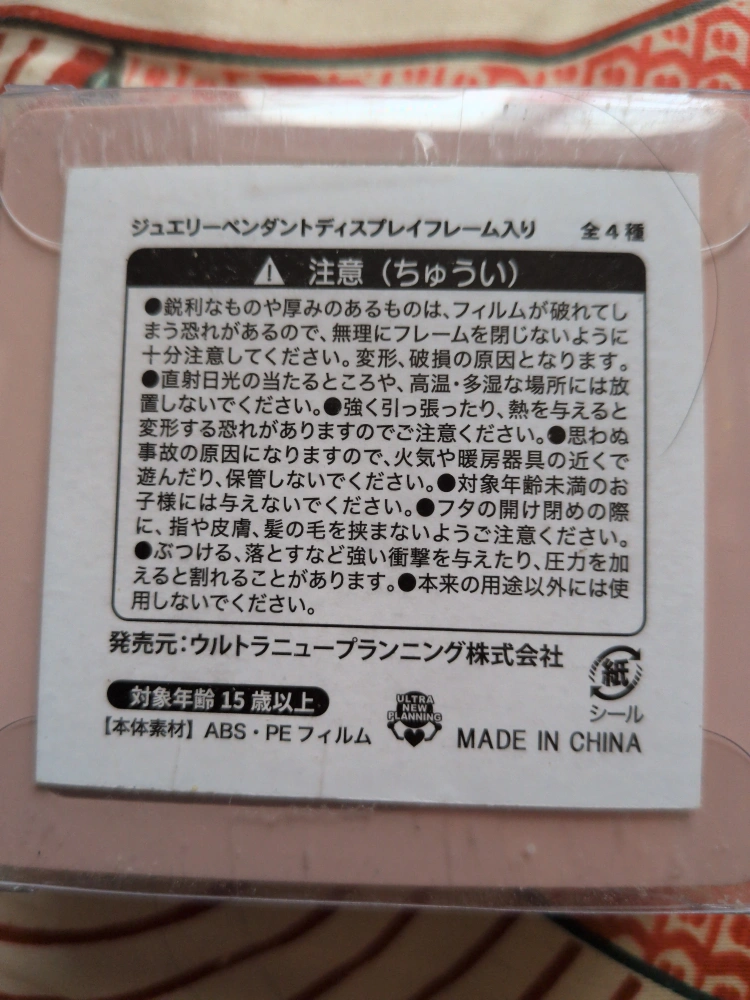 ジュエリーペンダントディスプレイフレーム入り 全4種
注意（ちゅうい）
●鋭利なものや厚みのあるものは、フィルムが破れてし
まう恐れがあるので、無理にフレームを閉じないように
十分注意してください。変形、破損の原因となります。
●直射日光の当たるところや、高温・多湿な場所には放
置しないでください。●強く引っ張ったり、熱を与えると
変形する恐れがありますのでご注意ください。●思わぬ
事故の原因になりますので、火気や暖房器具の近くで
遊んだり、保管しないでください。●対象年齢未満のお
子様には与えないでください。●フタの開け閉めの際
に、指や皮膚、髪の毛を挟まないようご注意ください。
●ぶつける、落とすなど強い衝撃を与えたり、圧力を加
えると割れることがあります。●本来の用途以外には使
用しないでください。
発売元：ウルトラニュープランニング株式会社
紙
シール
対象年齢15歳以上
【本体素材】ABS・PEフィルム
ULTRA
NEW
PLANNING
MADE IN CHINA